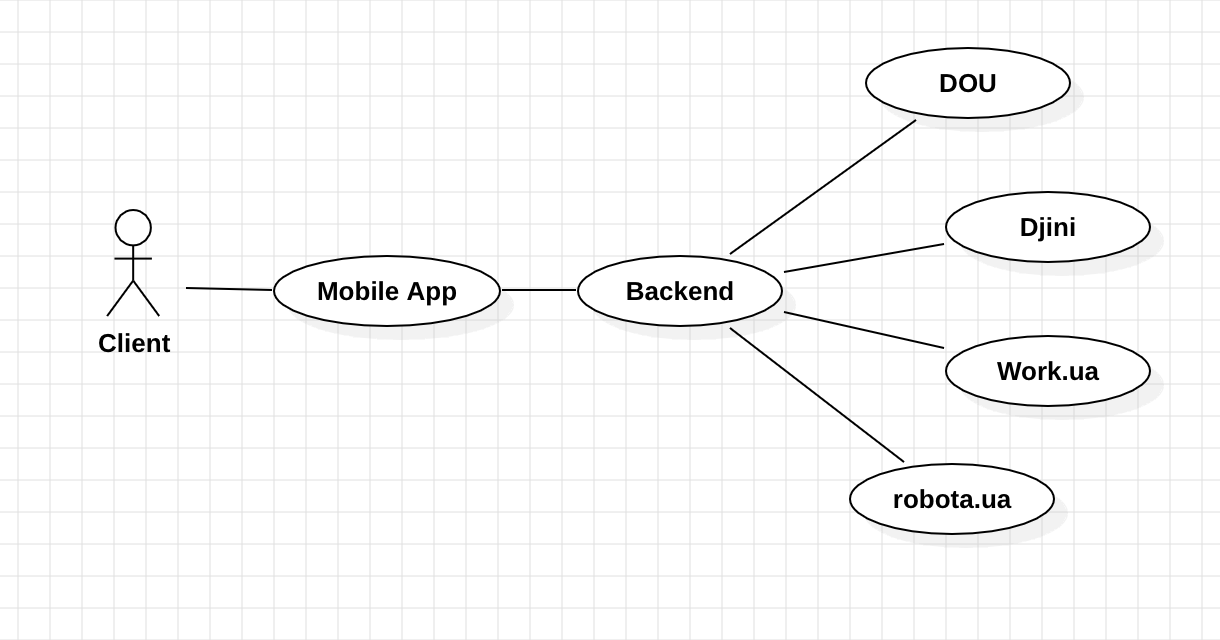 DOU
Djini
Client
Mobile App
Backend
Work.ua
robota.ua